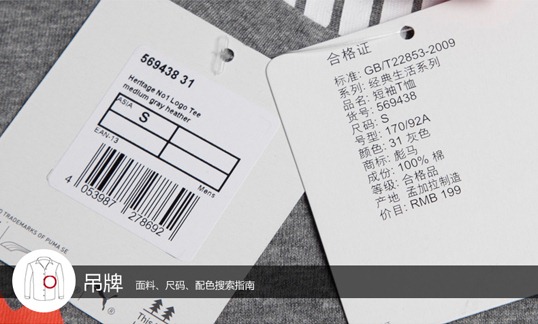 569438 31
Heritage No1 Logo Tee
medium gray heather
ASIA
S
EAN-13
Mens
4 053987 278692
TRADEMARKS OF PUMA SE
This
合格证
标准: GB/T22853-2009
系列: 经典生活系列
品名: 短袖T恤
货号: 569438
尺码: S
号型: 170/92A
颜色: 31 灰色
商标: 彪马
成份: 100% 棉
等级: 合格品
产地 孟加拉制造
价目: RMB 199
吊牌 面料、尺码、配色搜索指南